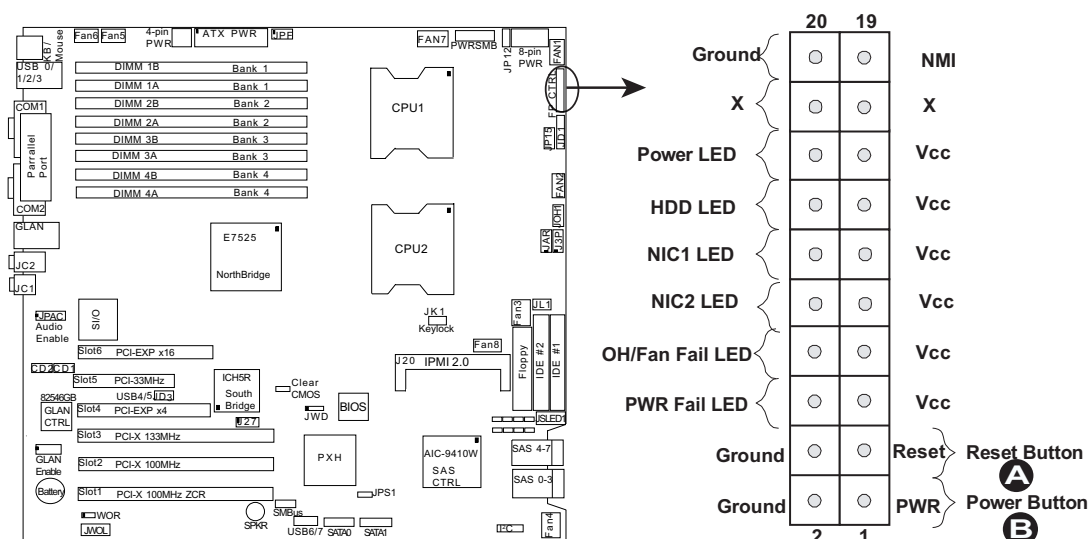 KB/
Mouse
Fan6 Fan5
4-pin
PWR
ATX PWR
JPF
FAN7
PWRSMB
JP12
8-pin
PWR
FAN1
FP CTRL
USB 0/
1/2/3
DIMM 1B Bank 1
DIMM 1A Bank 1
DIMM 2B Bank 2
DIMM 2A Bank 2
DIMM 3B Bank 3
DIMM 3A Bank 3
DIMM 4B Bank 4
DIMM 4A Bank 4
CPU1
COM1
Parrallel
Port
COM2
JP15
JD1
FAN2
JOH1
JAR
J3P
GLAN
E7525
NorthBridge
CPU2
JC2
JC1
JPAC
Audio
Enable
SI/O
JK1
Keylock
Fan3
JL1
Floppy
IDE #2
IDE #1
Fan8
J20
IPMI 2.0
Slot6 PCI-EXP x16
CD2 CD1
Slot5 PCI-33MHz
USB4/5 JD3
ICH5R
South
Bridge
Clear
CMOS
82546GB
GLAN
CTRL
Slot4 PCI-EXP x4
J27
JWD
BIOS
JSLED1
Slot3 PCI-X 133MHz
GLAN
Enable
Slot2 PCI-X 100MHz
PXH
AIC-9410W
SAS
CTRL
SAS 4-7
SAS 0-3
Battery
Slot1 PCI-X 100MHz ZCR
JPS1
WOR
JWOL
SPKR
SMBus
USB6/7
SATA0
SATA1
I²C
Fan4
20 19
Ground NMI
X X
Power LED Vcc
HDD LED Vcc
NIC1 LED Vcc
NIC2 LED Vcc
OH/Fan Fail LED Vcc
PWR Fail LED Vcc
Ground Reset Reset Button
A
Ground PWR Power Button
B
2 1